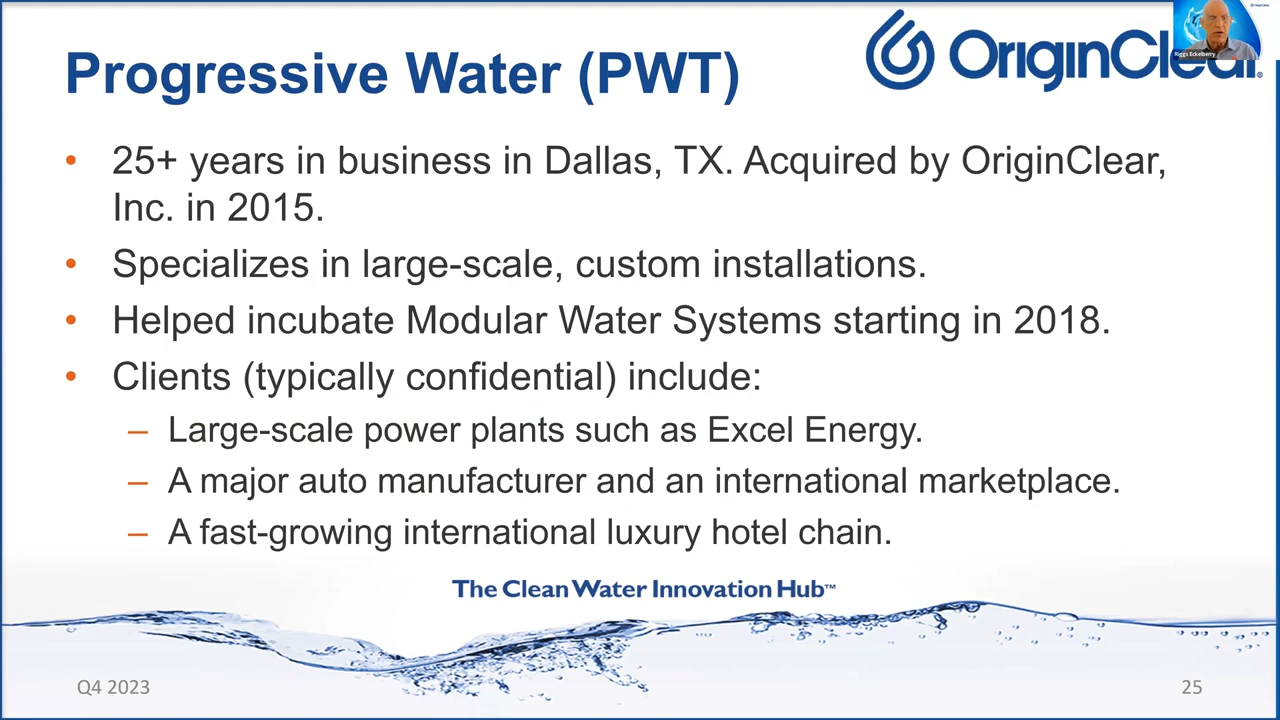 Progressive Water (PWT)
OriginClear®
Riggs Eckelberry
• 25+ years in business in Dallas, TX. Acquired by OriginClear,
Inc. in 2015.
• Specializes in large-scale, custom installations.
• Helped incubate Modular Water Systems starting in 2018.
• Clients (typically confidential) include:
– Large-scale power plants such as Excel Energy.
– A major auto manufacturer and an international marketplace.
– A fast-growing international luxury hotel chain.
The Clean Water Innovation Hub™
Q4 2023
25